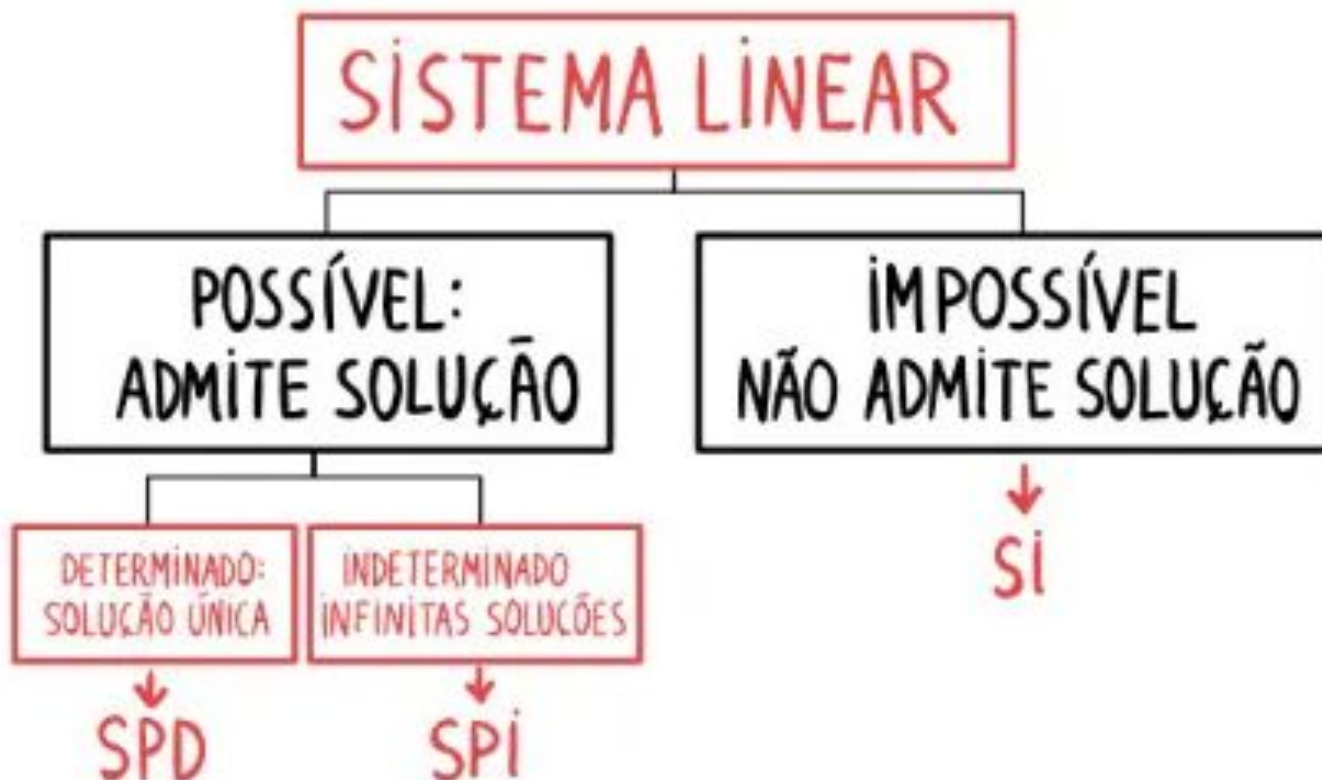 SISTEMA LINEAR
POSSÍVEL:
ADMITE SOLUÇÃO
IMPOSSÍVEL
NÃO ADMITE SOLUÇÃO
DETERMINADO:
SOLUÇÃO ÚNICA
INDETERMINADO
INFINITAS SOLUÇÕES
SI
SPD
SPI